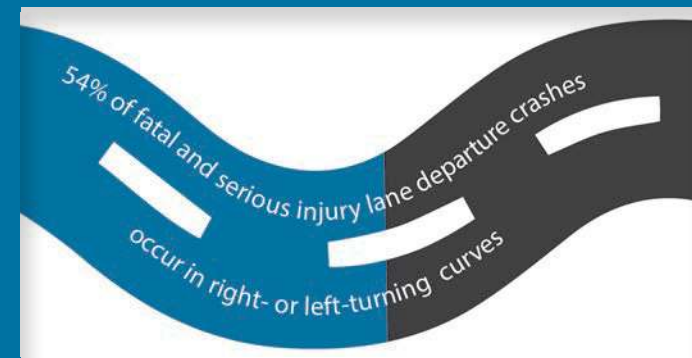 54% of fatal and serious injury lane departure crashes
occur in right- or left-turning curves